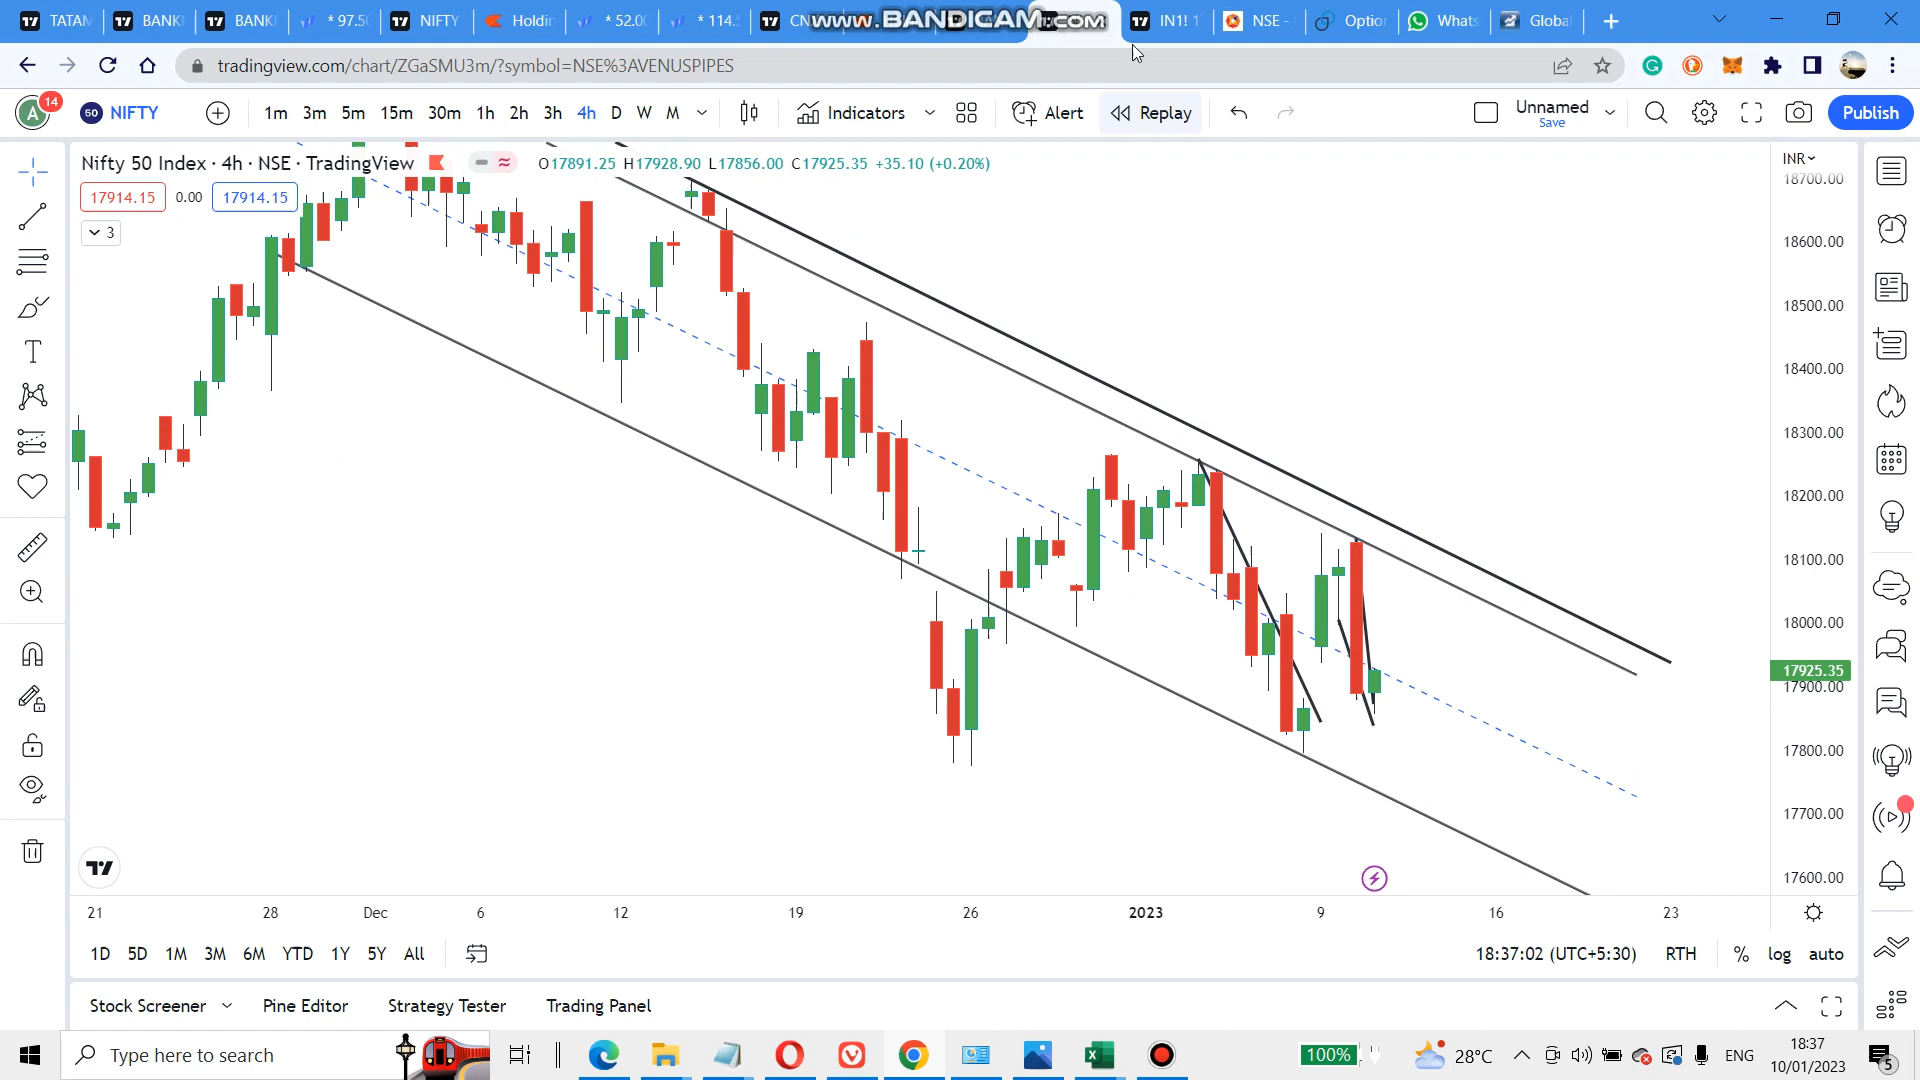 TATAM
BANK
BANK
* 97.50
NIFTY
Holdin
* 52.00
* 114.
CN
www.BANDICAM.COM
IN1! 1
NSE -
Option
Whats
Global
tradingview.com/chart/ZGaSMU3m/?symbol=NSE%3AVENUSPIPES
A
14
50
NIFTY
1m
3m
5m
15m
30m
1h
2h
3h
4h
D
W
M
Indicators
Alert
Replay
Unnamed
Save
Publish
Nifty 50 Index · 4h · NSE · TradingView
O17891.25 H17928.90 L17856.00 C17925.35 +35.10 (+0.20%)
INR
17914.15
0.00
17914.15
3
18700.00
18600.00
18500.00
18400.00
18300.00
18200.00
18100.00
18000.00
17925.35
17900.00
17800.00
17700.00
17600.00
21
28
Dec
6
12
19
26
2023
9
16
23
1D
5D
1M
3M
6M
YTD
1Y
5Y
All
18:37:02 (UTC+5:30)
RTH
%
log
auto
Stock Screener
Pine Editor
Strategy Tester
Trading Panel
Type here to search
100%
28°C
ENG
18:37
10/01/2023
5